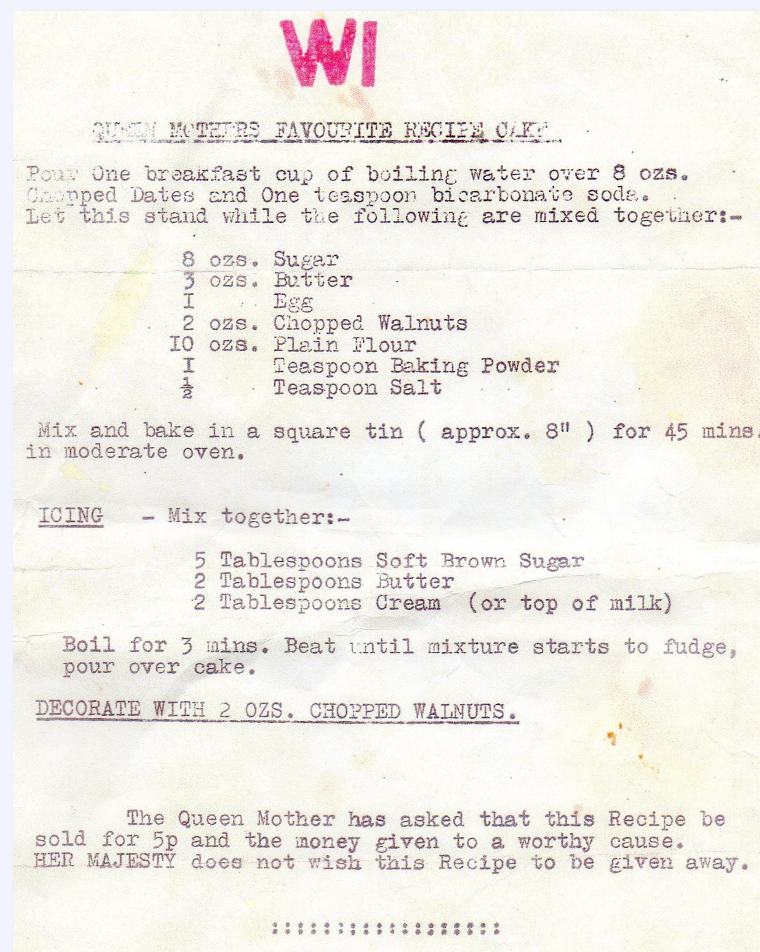 WI
QUEEN MOTHERS FAVOURITE RECIPE CAKE
Pour One breakfast cup of boiling water over 8 ozs.
Chopped Dates and One teaspoon bicarbonate soda.
Let this stand while the following are mixed together:-
8 ozs. Sugar
3 ozs. Butter
I Egg
2 ozs. Chopped Walnuts
IO ozs. Plain Flour
I Teaspoon Baking Powder
½ Teaspoon Salt
Mix and bake in a square tin ( approx. 8" ) for 45 mins.
in moderate oven.
ICING - Mix together:-
5 Tablespoons Soft Brown Sugar
2 Tablespoons Butter
2 Tablespoons Cream (or top of milk)
Boil for 3 mins. Beat until mixture starts to fudge,
pour over cake.
DECORATE WITH 2 OZS. CHOPPED WALNUTS.
The Queen Mother has asked that this Recipe be
sold for 5p and the money given to a worthy cause.
HER MAJESTY does not wish this Recipe to be given away.
::::::::::::::::::